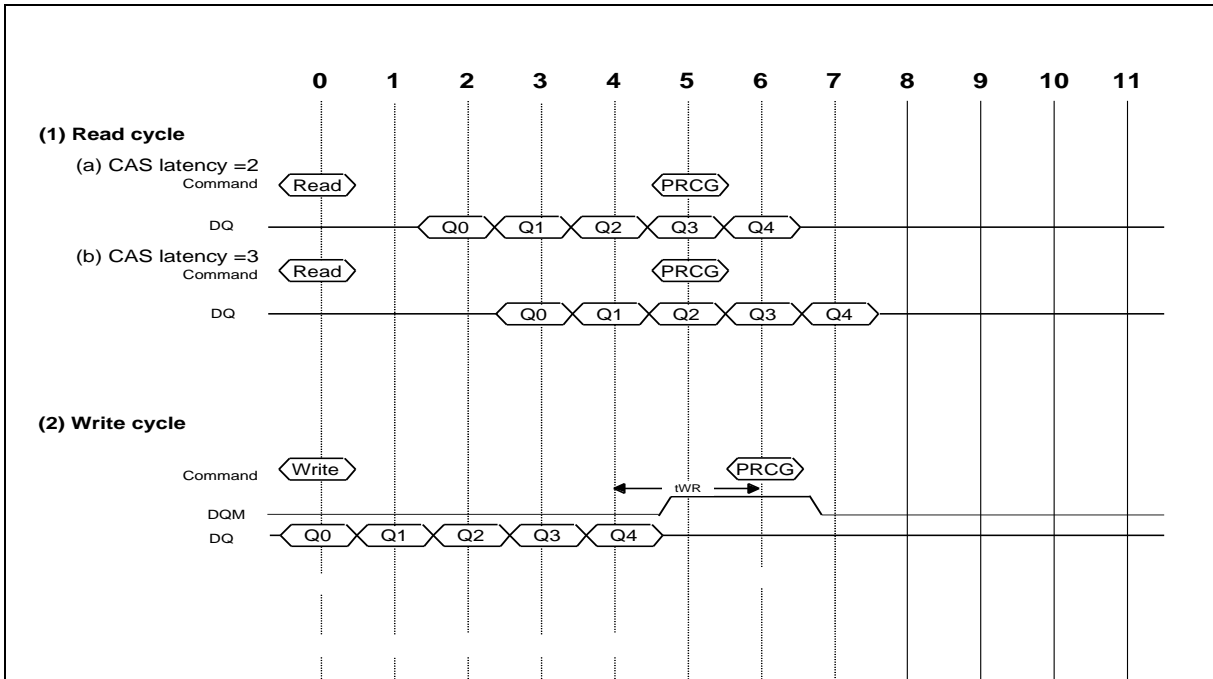 0 1 2 3 4 5 6 7 8 9 10 11
(1) Read cycle
(a) CAS latency =2
Command Read PRCG
DQ Q0 Q1 Q2 Q3 Q4
(b) CAS latency =3
Command Read PRCG
DQ Q0 Q1 Q2 Q3 Q4
(2) Write cycle
Command Write PRCG
tWR
DQM
DQ Q0 Q1 Q2 Q3 Q4